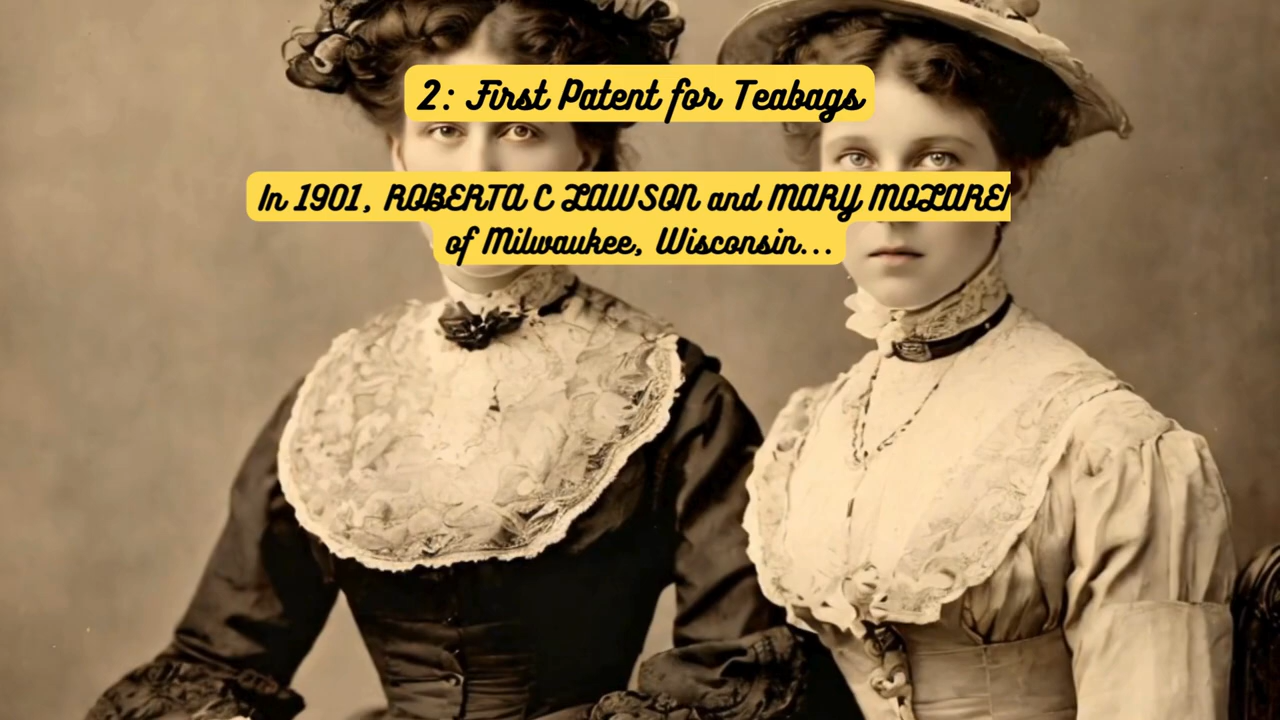 2: First Patent for Teabags
In 1901, ROBERTA C LAWSON and MARY MOLAREN
of Milwaukee, Wisconsin...